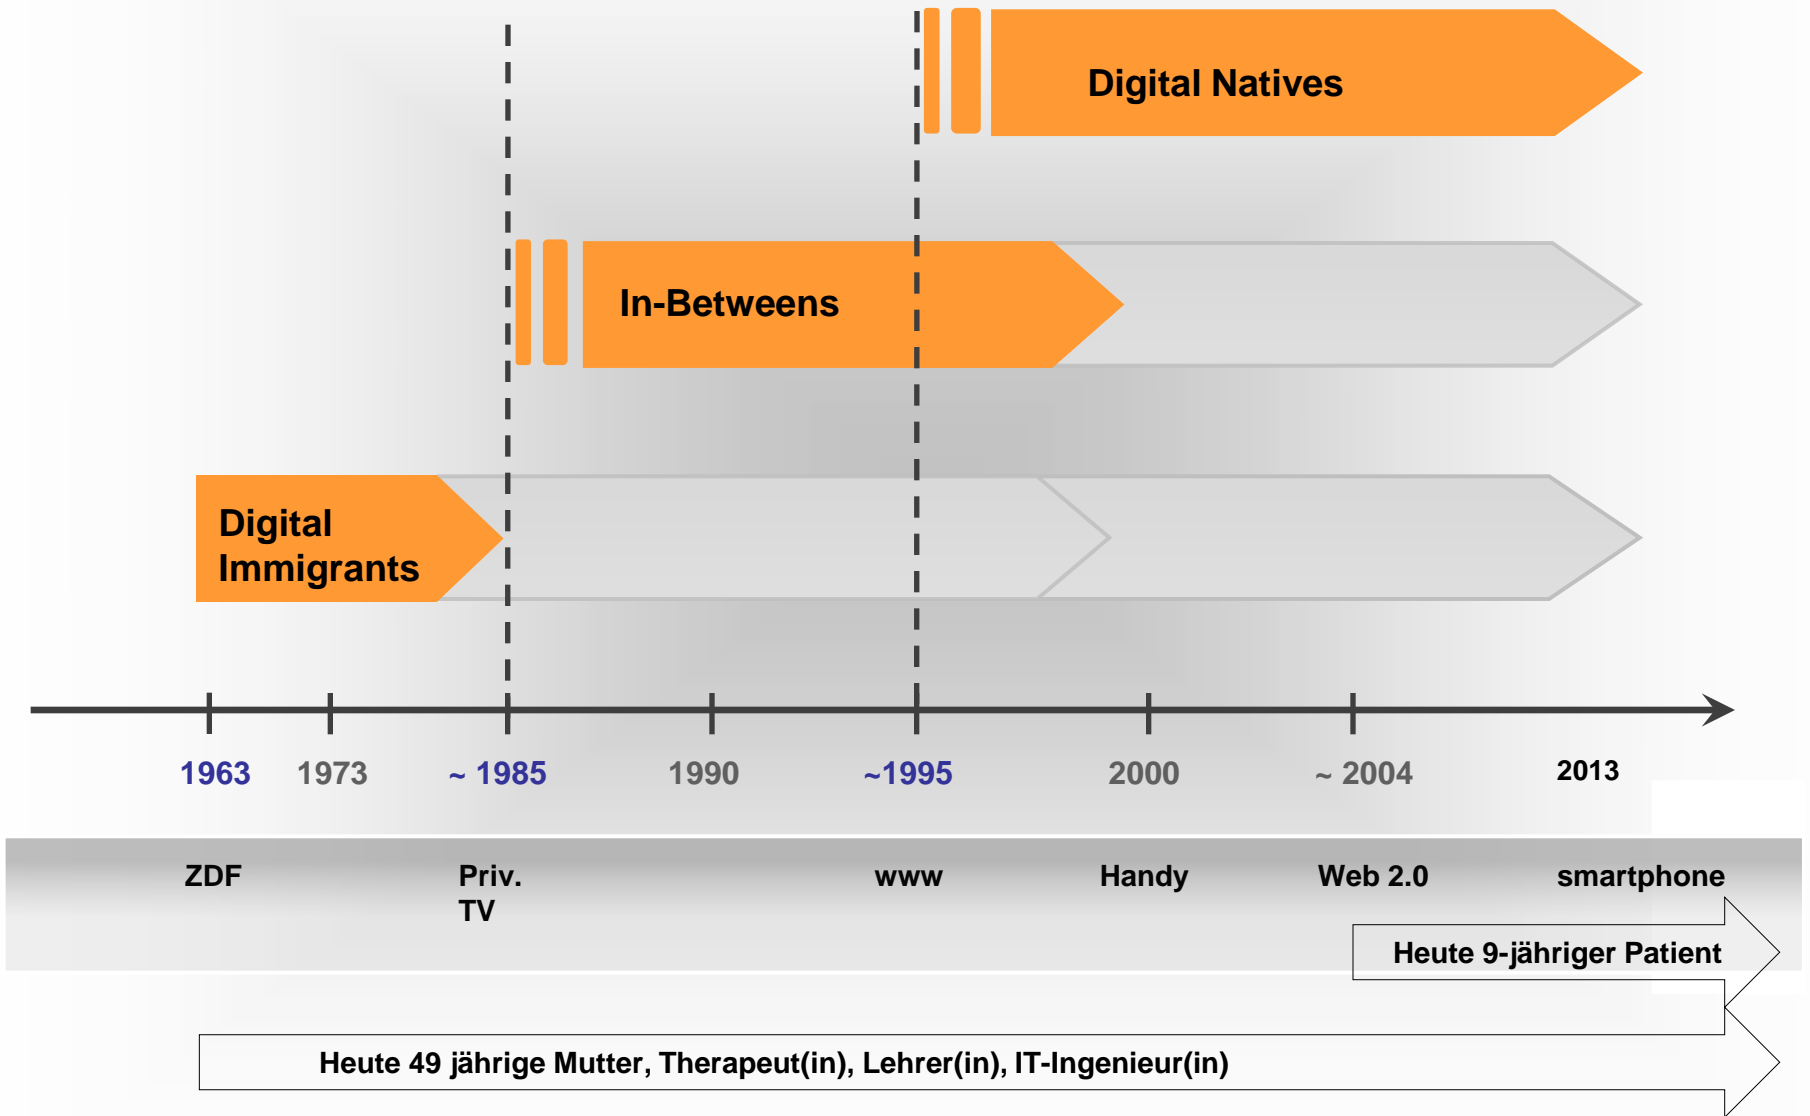 Digital Natives
In-Betweens
Digital
Immigrants
1963 1973 ~ 1985 1990 ~1995 2000 ~ 2004 2013
ZDF Priv. www Handy Web 2.0 smartphone
TV
Heute 9-jähriger Patient
Heute 49 jährige Mutter, Therapeut(in), Lehrer(in), IT-Ingenieur(in)